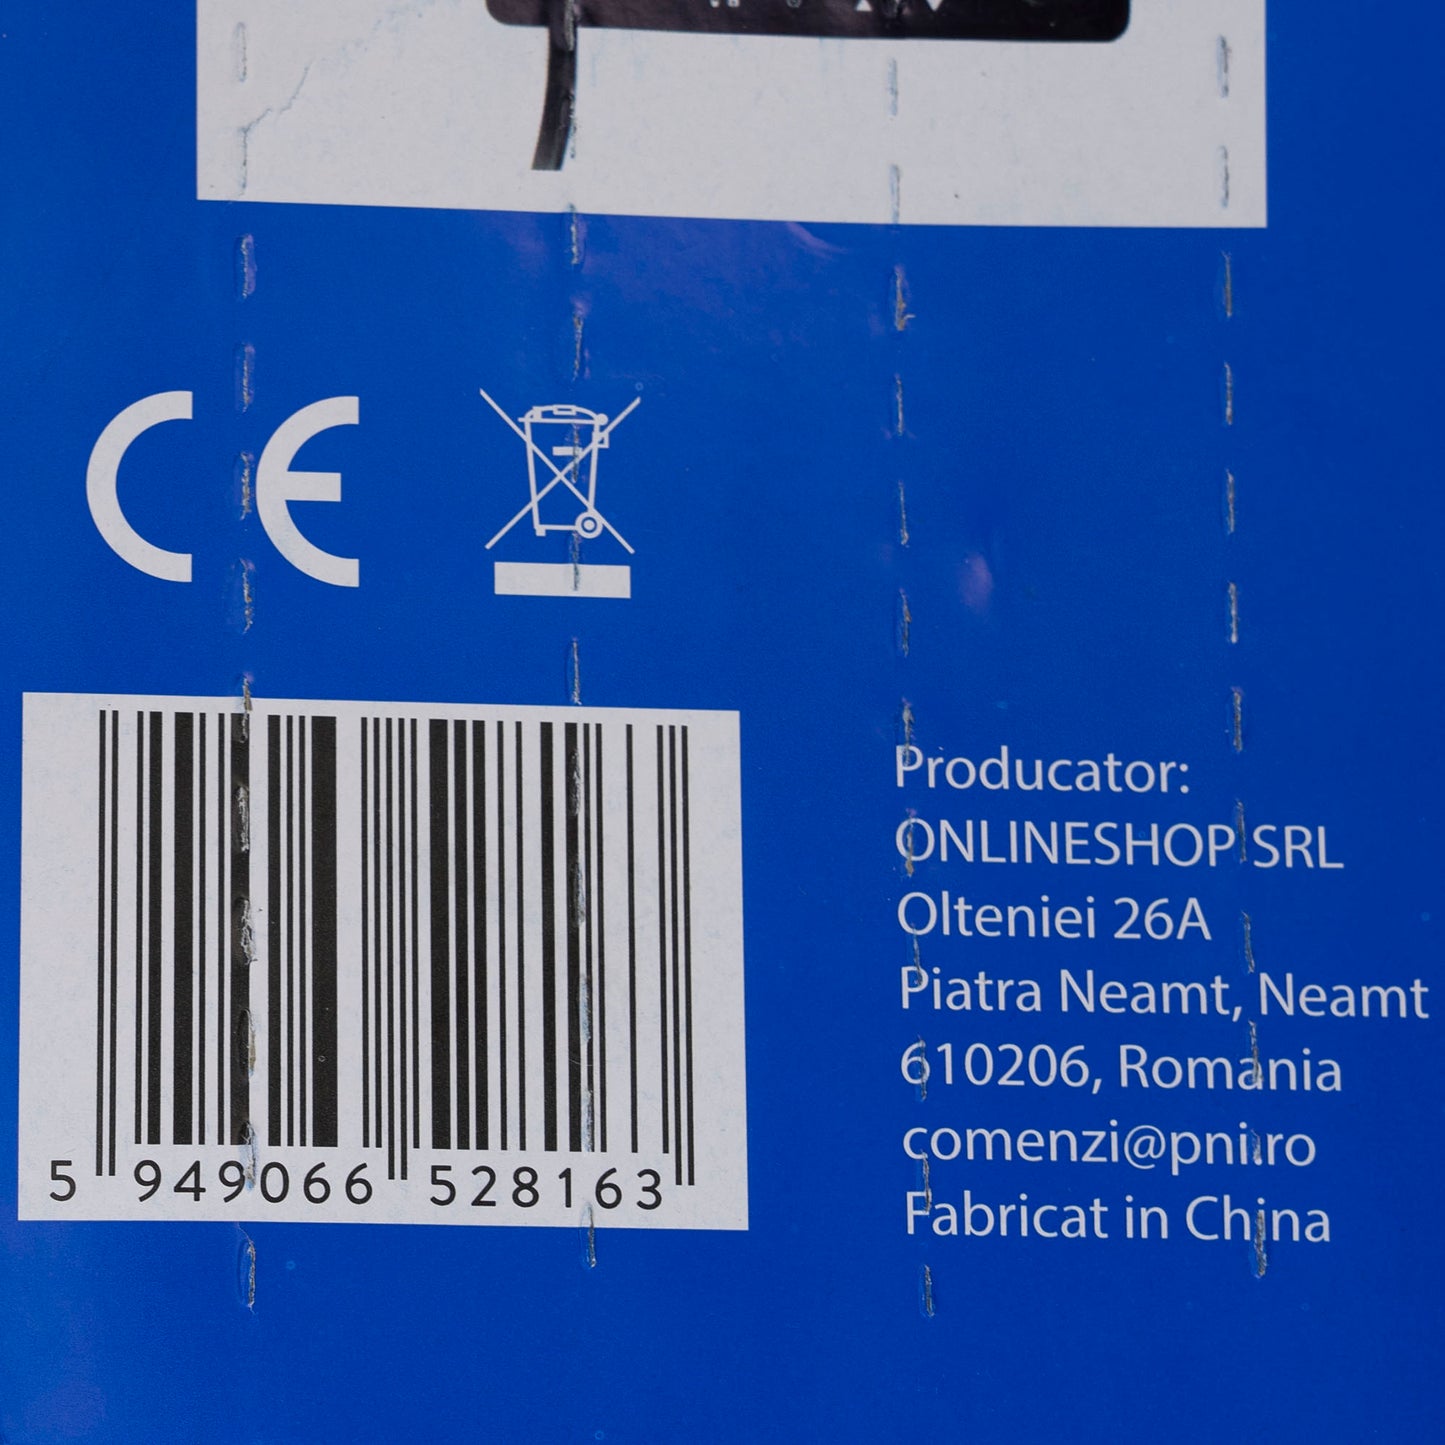 CE
5 949066 528163
Producator:
ONLINESHOP SRL
Olteniei 26A
Piatra Neamt, Neamt
610206, Romania
comenzi@pni.ro
Fabricat in China